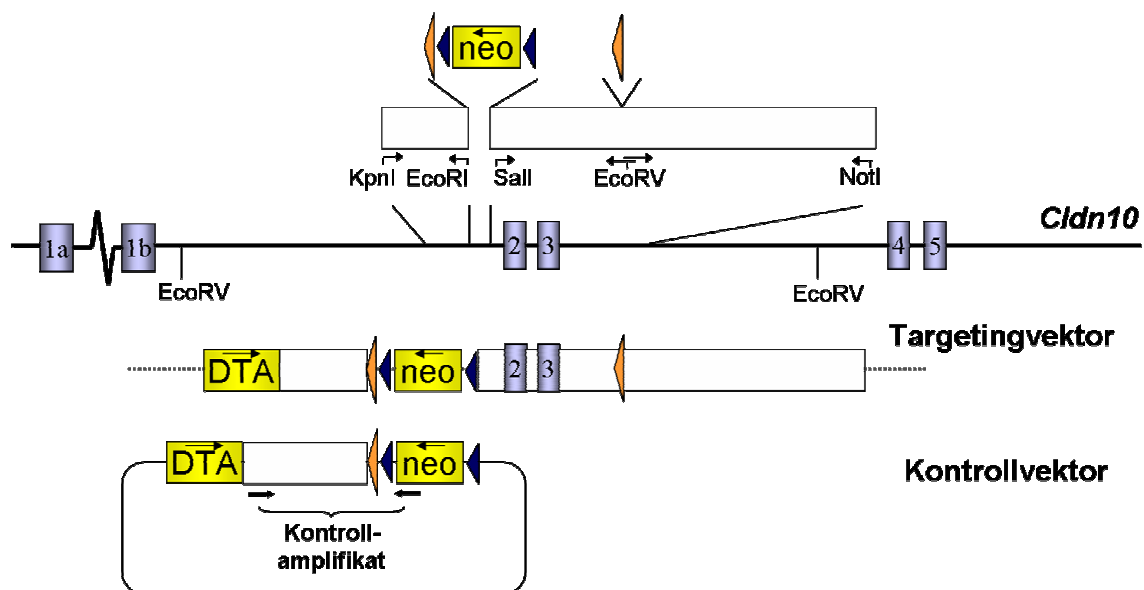 neo
KpnI EcoRI SalI EcoRV NotI
Cldn10
1a 1b 2 3 4 5
EcoRV EcoRV
Targetingvektor
DTA neo 2 3
DTA neo
Kontrollvektor
Kontroll-
amplifikat